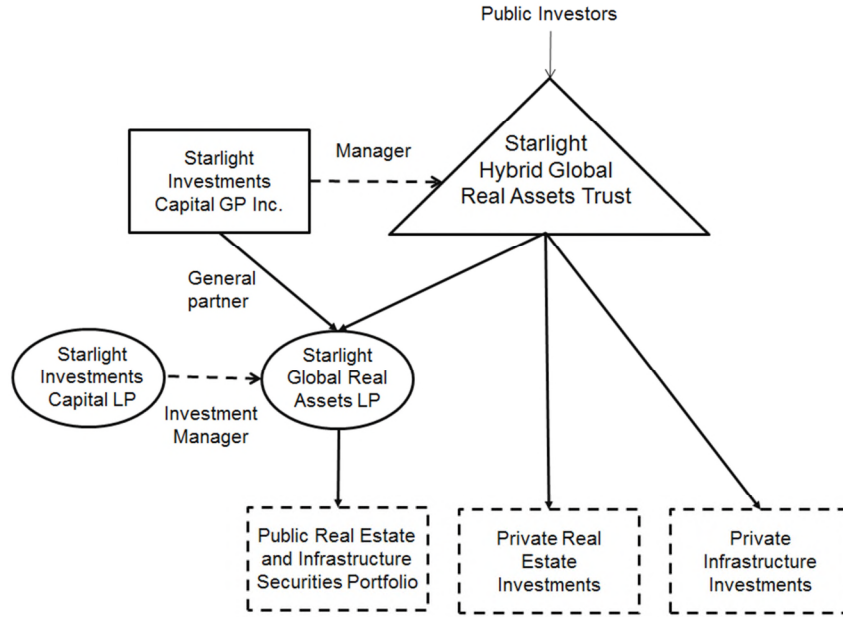 Public Investors
Starlight
Hybrid Global
Real Assets Trust
Manager
Starlight
Investments
Capital GP Inc.
General
partner
Starlight
Investments
Capital LP
Investment
Manager
Starlight
Global Real
Assets LP
Public Real Estate
and Infrastructure
Securities Portfolio
Private Real
Estate
Investments
Private
Infrastructure
Investments